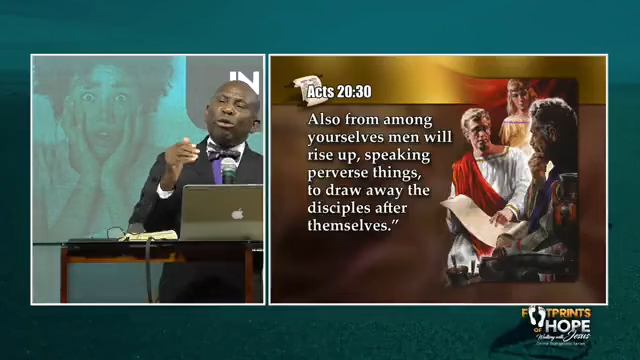 IN
Acts 20:30
Also from among
yourselves men will
rise up, speaking
perverse things,
to draw away the
disciples after
themselves.”
FOOTPRINTS
OF HOPE
Walking with Jesus